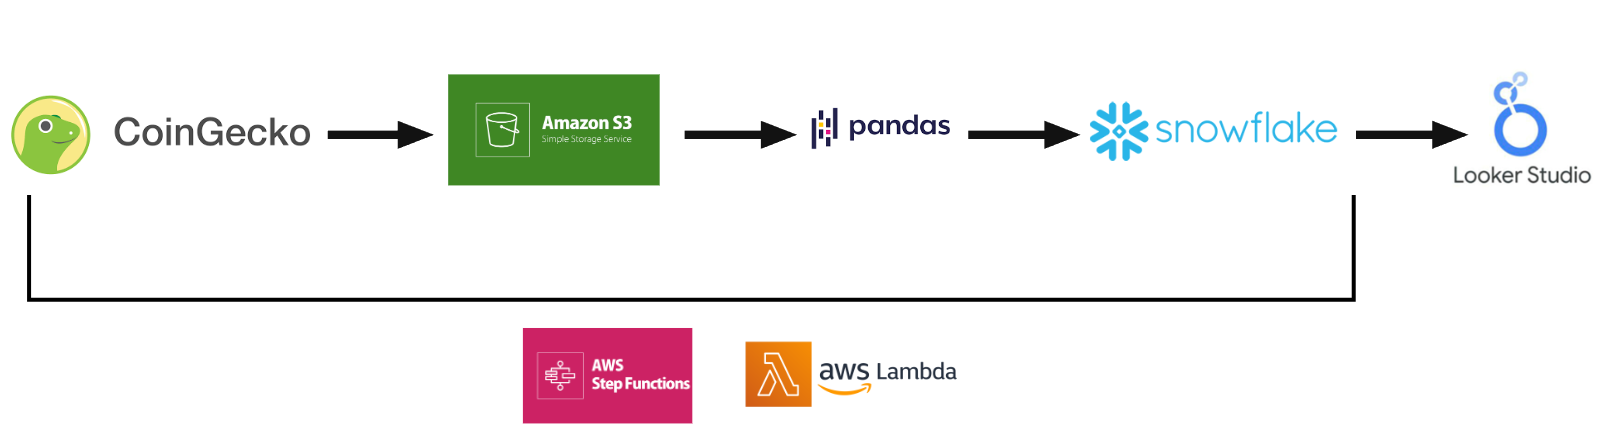 CoinGecko
Amazon S3
Simple Storage Service
pandas
snowflake
Looker Studio
AWS
Step Functions
aws Lambda